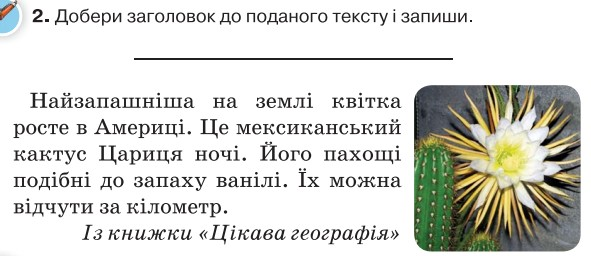 2. Добери заголовок до поданого тексту і запиши.
Найзапашніша на землі квітка
росте в Америці. Це мексиканський
кактус Цариця ночі. Його пахощі
подібні до запаху ванілі. Їх можна
відчути за кілометр.
Із книжки «Цікава географія»